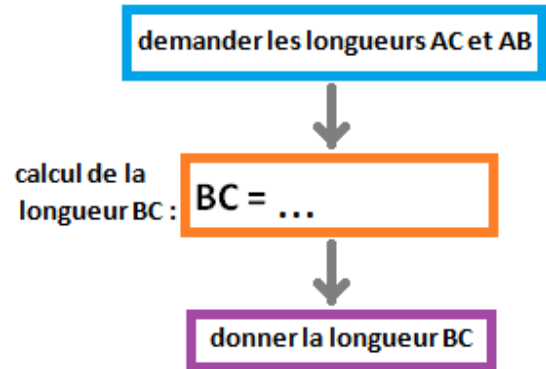 demander les longueurs AC et AB
calcul de la
longueur BC :
BC = ...
donner la longueur BC